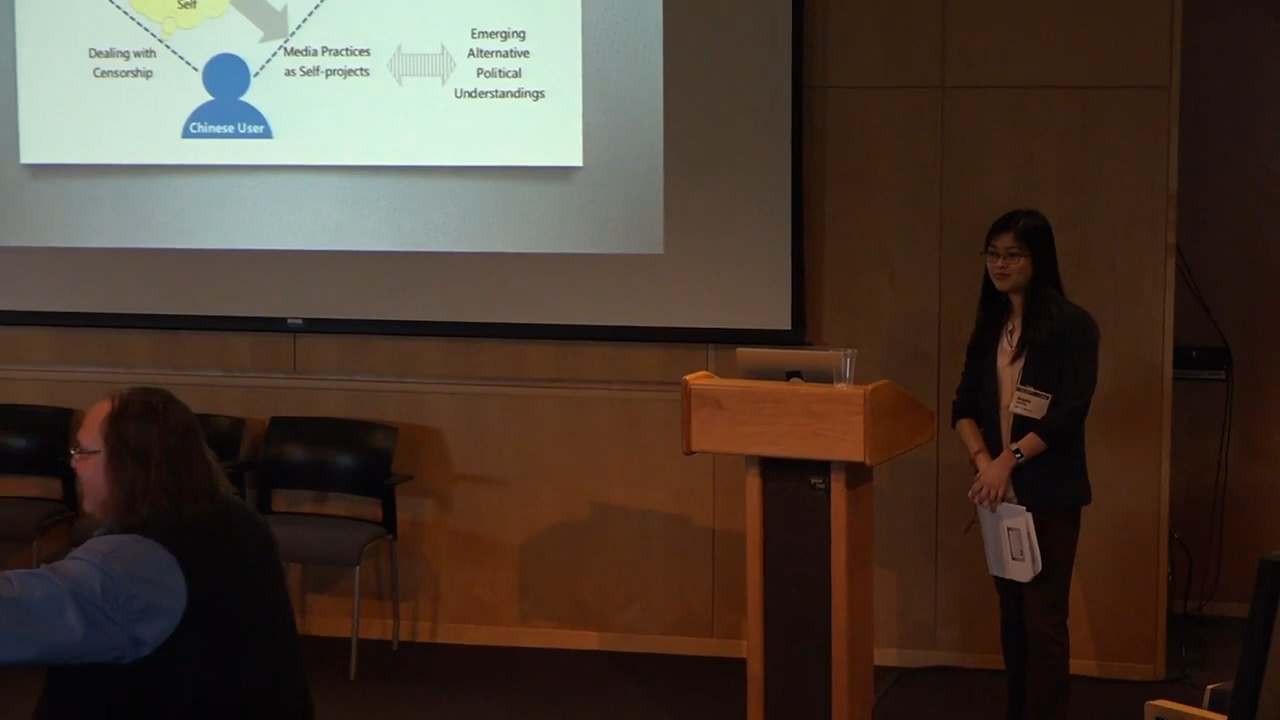 Self
Dealing with
Censorship
Media Practices
as Self-projects
Emerging
Alternative
Political
Understandings
Chinese User